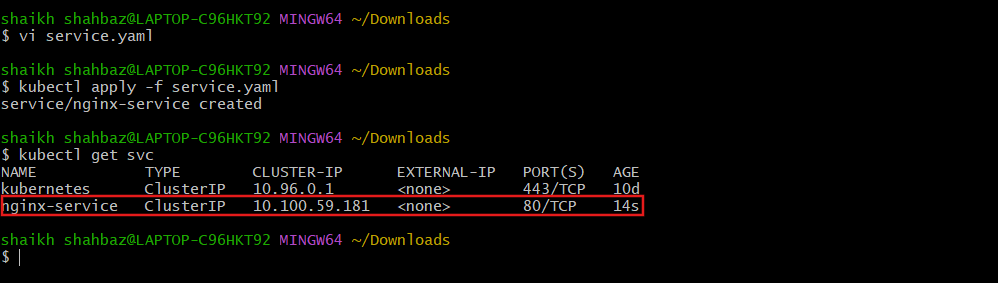 shaikh shahbaz@LAPTOP-C96HKT92 MINGW64 ~/Downloads
$ vi service.yaml
shaikh shahbaz@LAPTOP-C96HKT92 MINGW64 ~/Downloads
$ kubectl apply -f service.yaml
service/nginx-service created
shaikh shahbaz@LAPTOP-C96HKT92 MINGW64 ~/Downloads
$ kubectl get svc
NAME TYPE CLUSTER-IP EXTERNAL-IP PORT(S) AGE
kubernetes ClusterIP 10.96.0.1 <none> 443/TCP 10d
nginx-service ClusterIP 10.100.59.181 <none> 80/TCP 14s
shaikh shahbaz@LAPTOP-C96HKT92 MINGW64 ~/Downloads
$